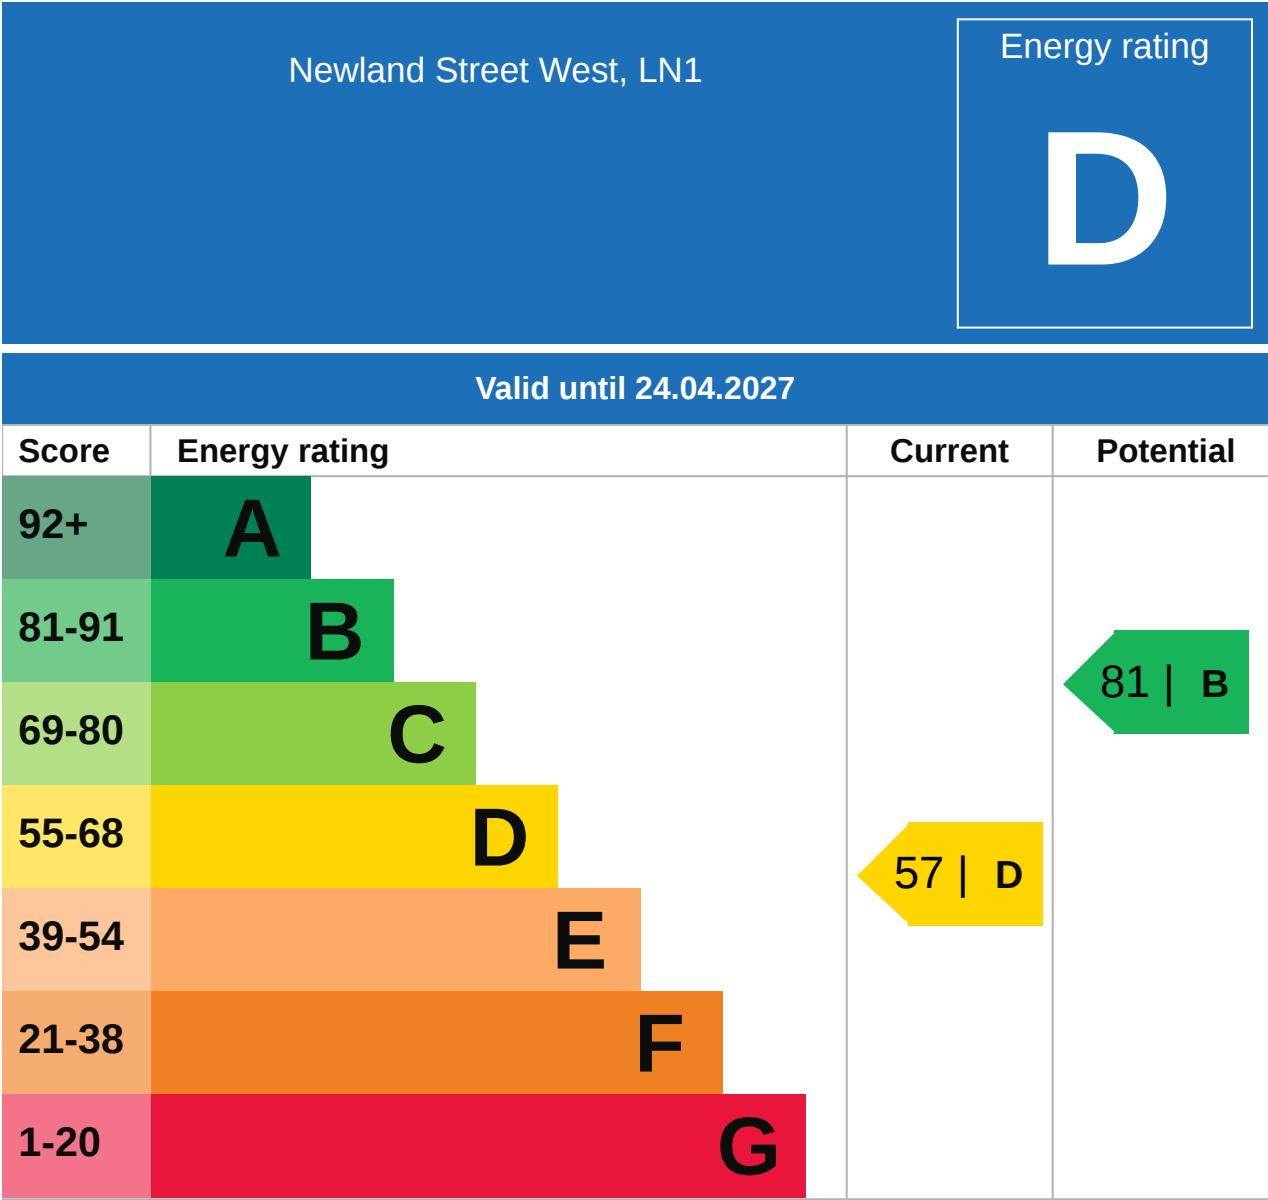 Newland Street West, LN1
Energy rating
D
Valid until 24.04.2027
Score Energy rating Current Potential
92+ A
81-91 B
81 | B
69-80 C
55-68 D
57 | D
39-54 E
21-38 F
1-20 G